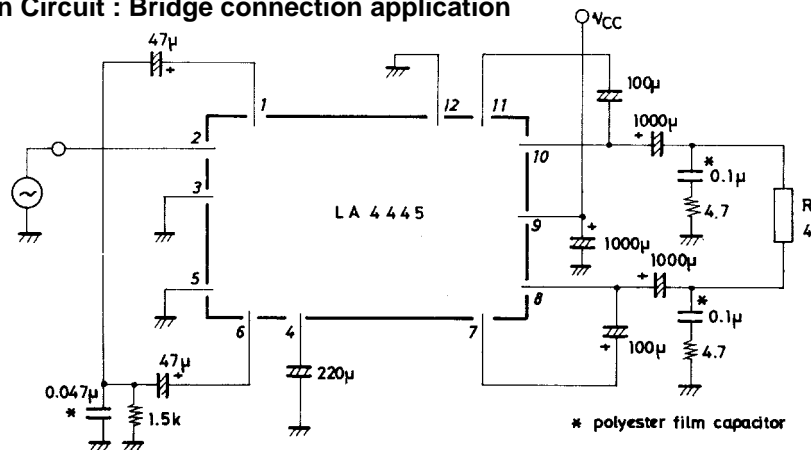 n Circuit : Bridge connection application
47μ
+
1
12
11
VCC
100μ
1000μ
+
2
10
*
0.1μ
4.7
R
4
3
LA4445
9
+
1000μ
1000μ
+
5
8
*
0.1μ
4.7
6
4
7
+
100μ
47μ
+
220μ
0.047μ
*
1.5k
* polyester film capacitor